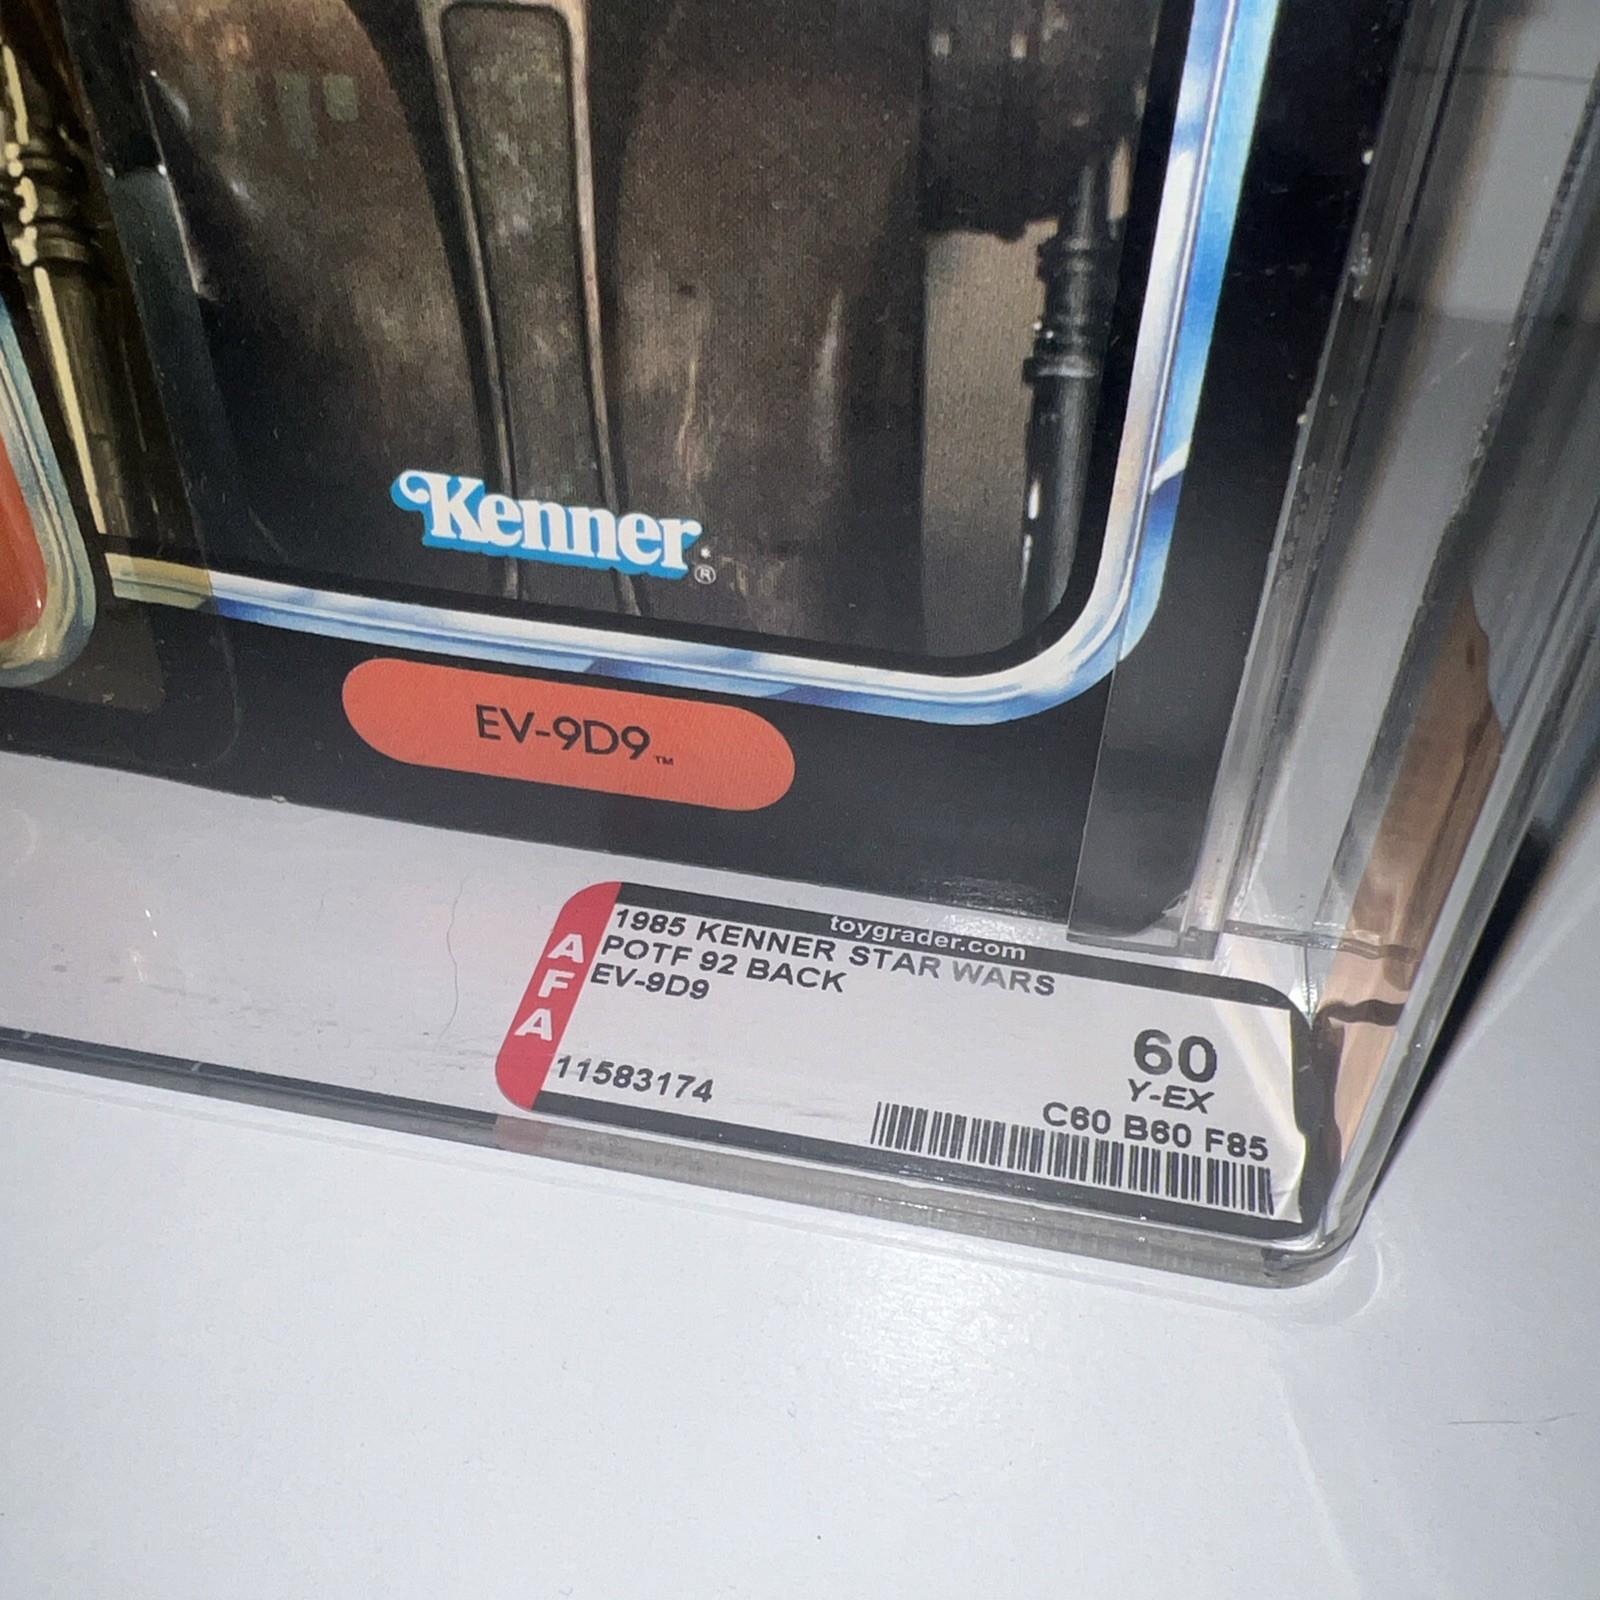 Kenner®
EV-9D9™
toygrader.com
AFA
1985 KENNER STAR WARS
POTF 92 BACK
EV-9D9
60
Y-EX
11583174
C60 B60 F85